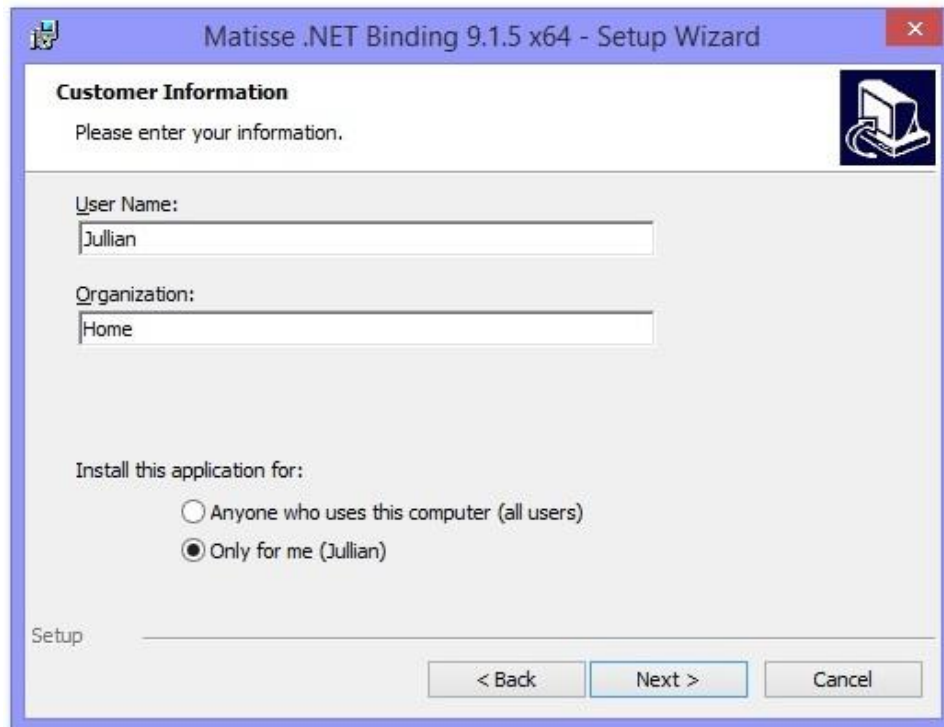 Matisse .NET Binding 9.1.5 x64 - Setup Wizard
Customer Information
Please enter your information.
User Name:
Jullian
Organization:
Home
Install this application for:
Anyone who uses this computer (all users)
Only for me (Jullian)
Setup
< Back Next > Cancel